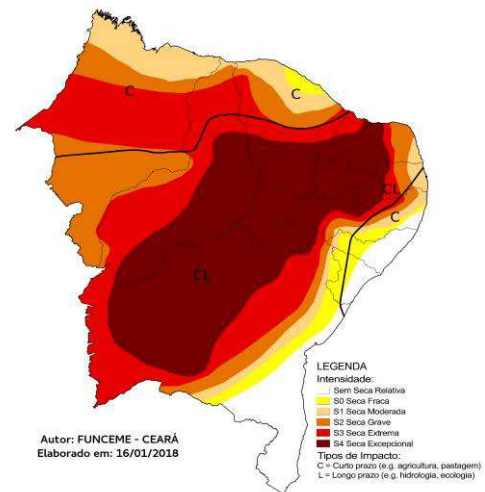 C
C
CL
C
CL
LEGENDA
Intensidade:
Sem Seca Relativa
S0 Seca Fraca
S1 Seca Moderada
S2 Seca Grave
S3 Seca Extrema
S4 Seca Excepcional
Tipos de Impacto:
C = Curto prazo (e.g. agricultura, pastagem)
L = Longo prazo (e.g. hidrologia, ecologia)
Autor: FUNCEME - CEARÁ
Elaborado em: 16/01/2018